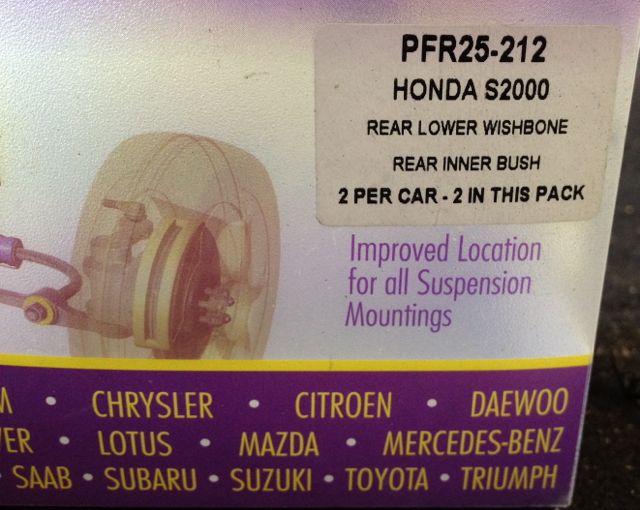 PFR25-212
HONDA S2000
REAR LOWER WISHBONE
REAR INNER BUSH
2 PER CAR - 2 IN THIS PACK
Improved Location
for all Suspension
Mountings
• CHRYSLER • CITROEN • DAEWOO
• LOTUS • MAZDA • MERCEDES-BENZ
• SAAB • SUBARU • SUZUKI • TOYOTA • TRIUMPH